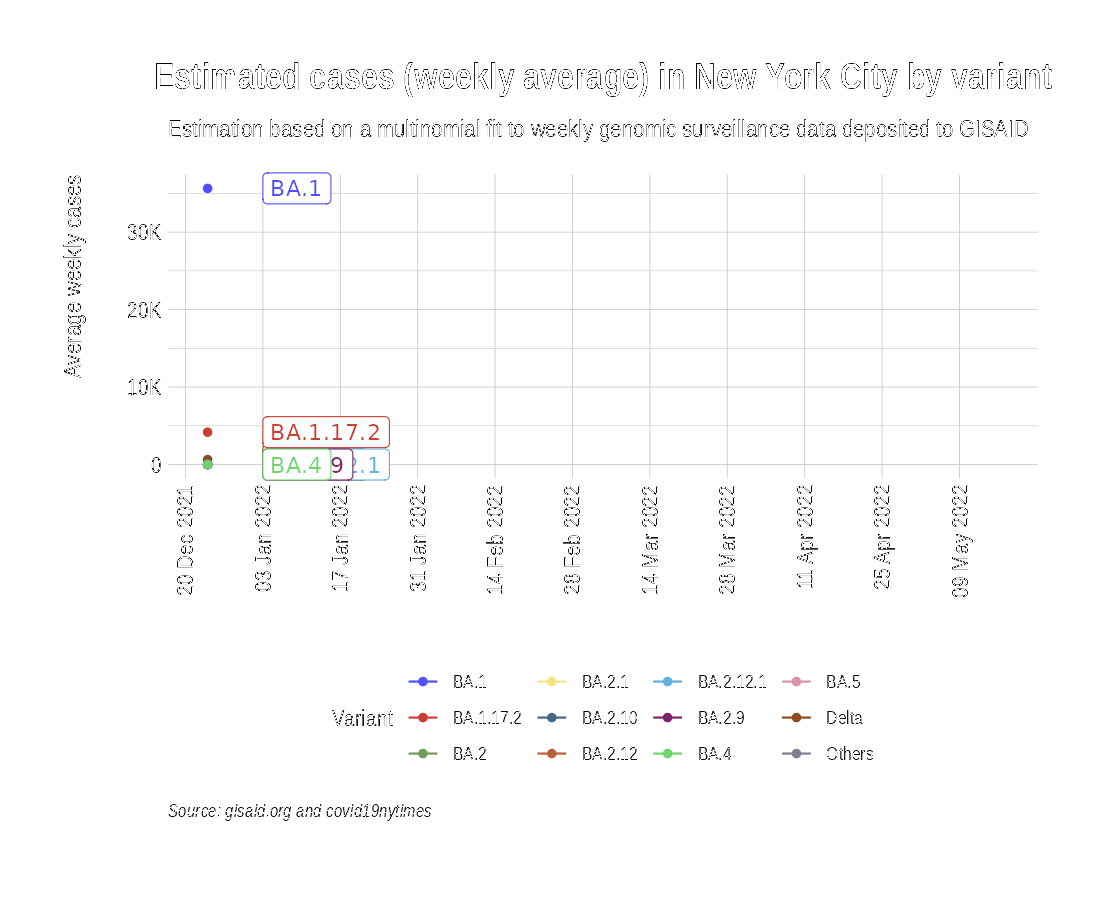 Estimated cases (weekly average) in New York City by variant
Estimation based on a multinomial fit to weekly genomic surveillance data deposited to GISAID
Average weekly cases
30K
20K
10K
0
BA.1
BA.1.17.2
BA.4
9
2.1
20 Dec 2021
03 Jan 2022
17 Jan 2022
31 Jan 2022
14 Feb 2022
28 Feb 2022
14 Mar 2022
28 Mar 2022
11 Apr 2022
25 Apr 2022
09 May 2022
Variant
BA.1 BA.2.1 BA.2.12.1 BA.5
BA.1.17.2 BA.2.10 BA.2.9 Delta
BA.2 BA.2.12 BA.4 Others
Source: gisaid.org and covid19nytimes